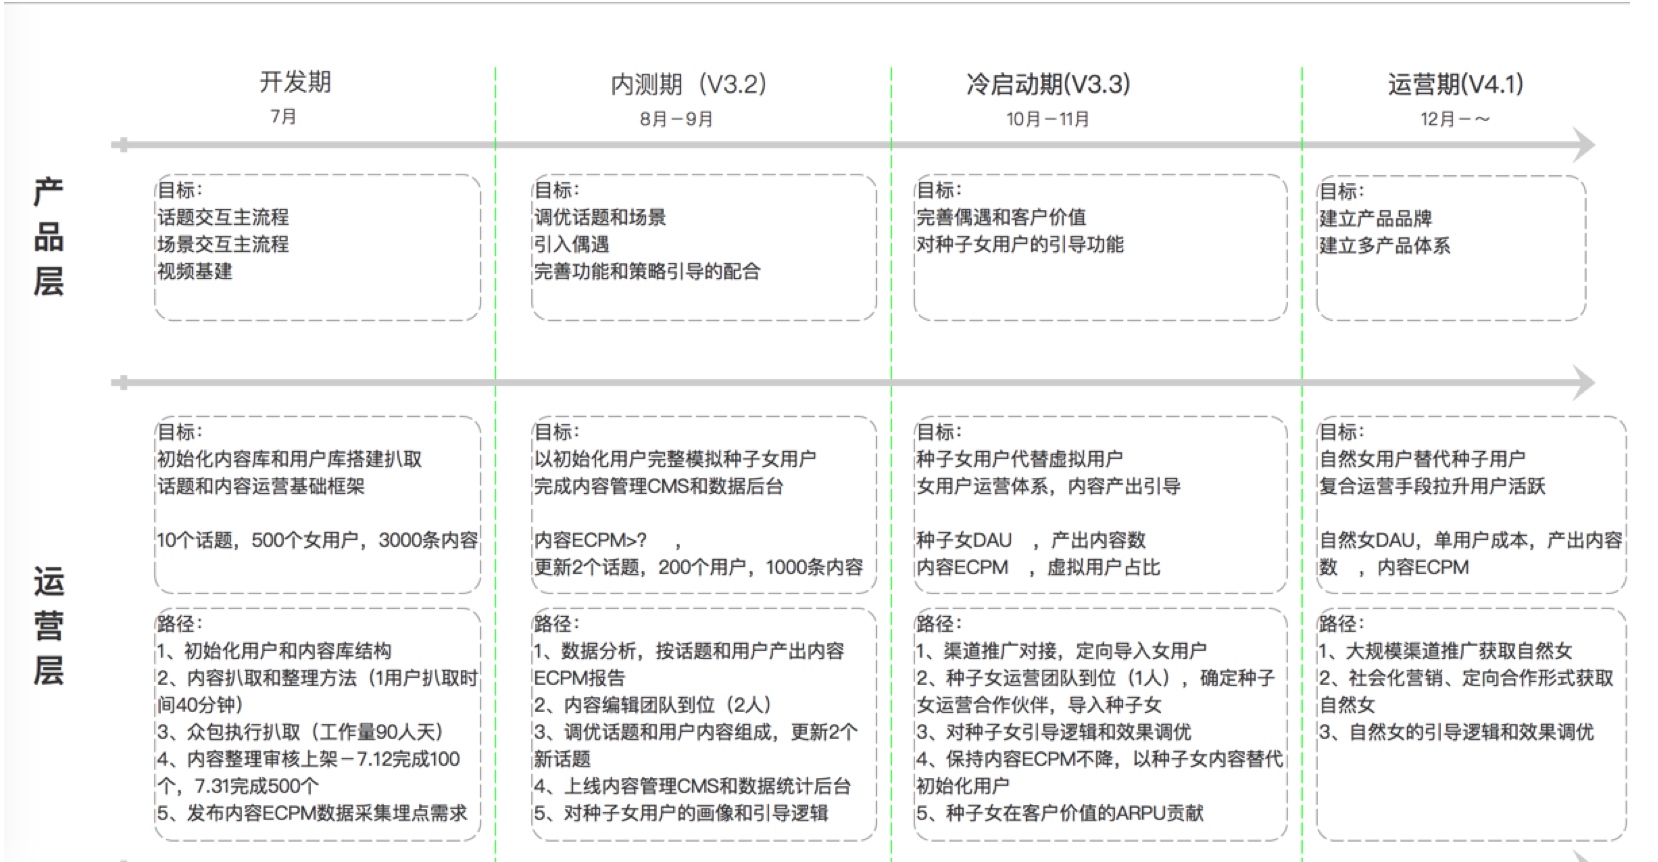 开发期
7月
内测期（V3.2）
8月－9月
冷启动期(V3.3)
10月－11月
运营期(V4.1)
12月－～
产品层
目标：
话题交互主流程
场景交互主流程
视频基建
目标：
调优话题和场景
引入偶遇
完善功能和策略引导的配合
目标：
完善偶遇和客户价值
对种子女用户的引导功能
目标：
建立产品品牌
建立多产品体系
运营层
目标：
初始化内容库和用户库搭建扒取
话题和内容运营基础框架
10个话题，500个女用户，3000条内容
目标：
以初始化用户完整模拟种子女用户
完成内容管理CMS和数据后台
内容ECPM>? ，
更新2个话题，200个用户，1000条内容
目标：
种子女用户代替虚拟用户
女用户运营体系，内容产出引导
种子女DAU ，产出内容数
内容ECPM ，虚拟用户占比
目标：
自然女用户替代种子用户
复合运营手段拉升用户活跃
自然女DAU，单用户成本，产出内容
数 ，内容ECPM
路径：
1、初始化用户和内容库结构
2、内容扒取和整理方法（1用户扒取时
间40分钟）
3、众包执行扒取（工作量90人天）
4、内容整理审核上架－7.12完成100
个，7.31完成500个
5、发布内容ECPM数据采集埋点需求
路径：
1、数据分析，按话题和用户产出内容
ECPM报告
2、内容编辑团队到位（2人）
3、调优话题和用户内容组成，更新2个
新话题
4、上线内容管理CMS和数据统计后台
5、对种子女用户的画像和引导逻辑
路径：
1、渠道推广对接，定向导入女用户
2、种子女运营团队到位（1人），确定种子
女运营合作伙伴，导入种子女
3、对种子女引导逻辑和效果调优
4、保持内容ECPM不降，以种子女内容替代
初始化用户
5、种子女在客户价值的ARPU贡献
路径：
1、大规模渠道推广获取自然女
2、社会化营销、定向合作形式获取
自然女
3、自然女的引导逻辑和效果调优